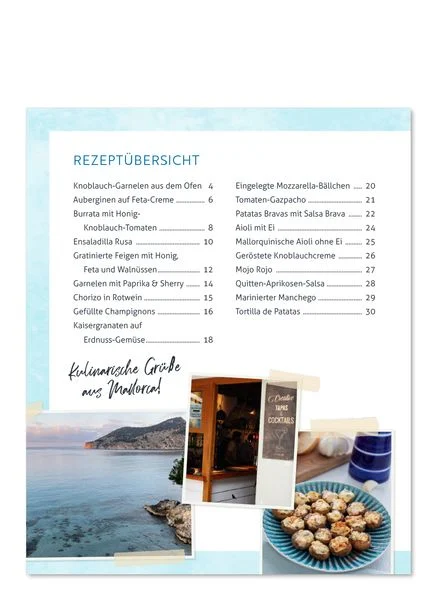 REZEPTÜBERSICHT
Knoblauch-Garnelen aus dem Ofen 4
Auberginen auf Feta-Creme 6
Burrata mit Honig-
Knoblauch-Tomaten 8
Ensaladilla Rusa 10
Gratinierte Feigen mit Honig,
Feta und Walnüssen 12
Garnelen mit Paprika & Sherry 14
Chorizo in Rotwein 15
Gefüllte Champignons 16
Kaisergranaten auf
Erdnuss-Gemüse 18
Eingelegte Mozzarella-Bällchen 20
Tomaten-Gazpacho 21
Patatas Bravas mit Salsa Brava 22
Aioli mit Ei 24
Mallorquinische Aioli ohne Ei 25
Geröstete Knoblauchcreme 26
Mojo Rojo 27
Quitten-Aprikosen-Salsa 28
Marinierter Manchego 29
Tortilla de Patatas 30
Kulinarische Grüße
aus Mallorca!
Creative
TAPAS
&
COCKTAILS